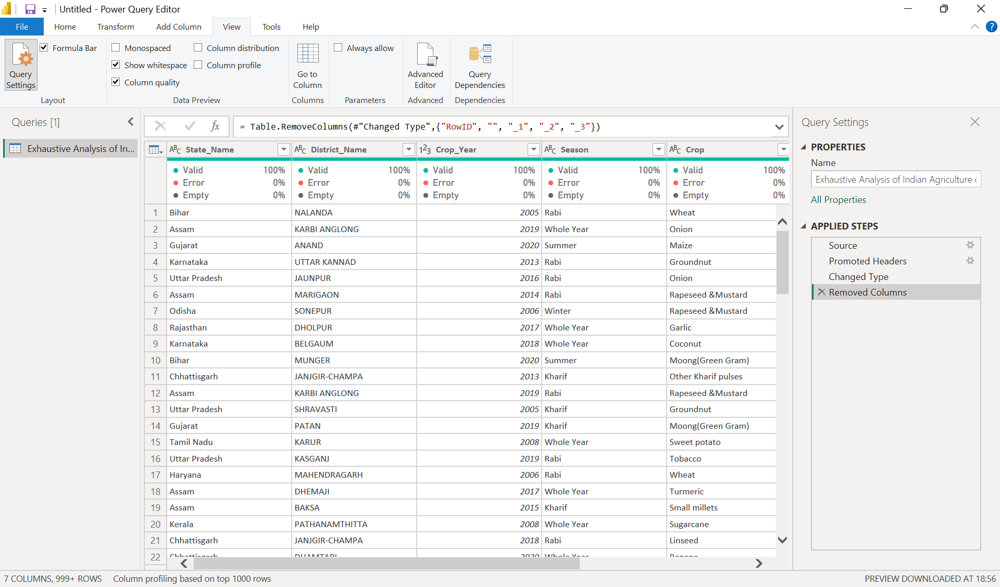 Untitled - Power Query Editor
File Home Transform Add Column View Tools Help
Query Settings
Formula Bar
Layout
Monospaced
Show whitespace
Column quality
Column distribution
Column profile
Data Preview
Go to Column
Columns
Always allow
Parameters
Advanced Editor
Advanced
Query Dependencies
Dependencies
Queries [1]
Exhaustive Analysis of In...
fx
= Table.RemoveColumns(#"Changed Type",{"RowID", "", "_1", "_2", "_3"})
ABC State_Name ABC District_Name 123 Crop_Year ABC Season ABC Crop
Valid 100% Valid 100% Valid 100% Valid 100% Valid 100%
Error 0% Error 0% Error 0% Error 0% Error 0%
Empty 0% Empty 0% Empty 0% Empty 0% Empty 0%
1 Bihar NALANDA 2005 Rabi Wheat
2 Assam KARBI ANGLONG 2019 Whole Year Onion
3 Gujarat ANAND 2020 Summer Maize
4 Karnataka UTTAR KANNAD 2013 Rabi Groundnut
5 Uttar Pradesh JAUNPUR 2016 Rabi Onion
6 Assam MARIGAON 2014 Rabi Rapeseed &Mustard
7 Odisha SONEPUR 2006 Winter Rapeseed &Mustard
8 Rajasthan DHOLPUR 2017 Whole Year Garlic
9 Karnataka BELGAUM 2018 Whole Year Coconut
10 Bihar MUNGER 2020 Summer Moong(Green Gram)
11 Chhattisgarh JANJGIR-CHAMPA 2013 Kharif Other Kharif pulses
12 Assam KARBI ANGLONG 2019 Rabi Rapeseed &Mustard
13 Uttar Pradesh SHRAVASTI 2005 Kharif Groundnut
14 Gujarat PATAN 2019 Kharif Moong(Green Gram)
15 Tamil Nadu KARUR 2008 Whole Year Sweet potato
16 Uttar Pradesh KASGANJ 2019 Rabi Tobacco
17 Haryana MAHENDRAGARH 2006 Rabi Wheat
18 Assam DHEMAJI 2017 Whole Year Turmeric
19 Assam BAKSA 2015 Kharif Small millets
20 Kerala PATHANAMTHITTA 2008 Whole Year Sugarcane
21 Chhattisgarh JANJGIR-CHAMPA 2018 Rabi Linseed
22 Chhattisgarh DHAMTARI 2020 Whole Year Banana
Query Settings
PROPERTIES
Name
Exhaustive Analysis of Indian Agriculture
All Properties
APPLIED STEPS
Source
Promoted Headers
Changed Type
Removed Columns
7 COLUMNS, 999+ ROWS Column profiling based on top 1000 rows PREVIEW DOWNLOADED AT 18:56